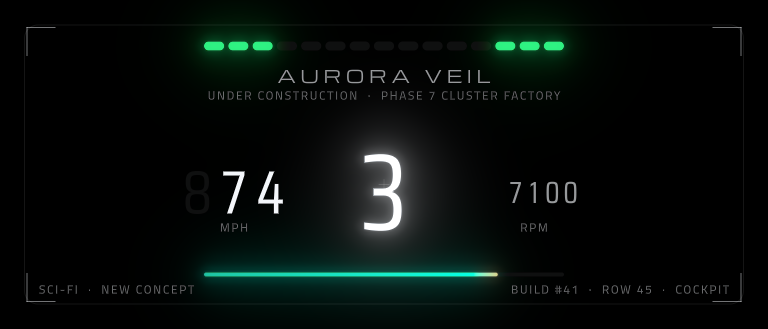 AURORA VEIL
UNDER CONSTRUCTION · PHASE 7 CLUSTER FACTORY
74
MPH
3
7100
RPM
SCI-FI · NEW CONCEPT
BUILD #41 · ROW 45 · COCKPIT